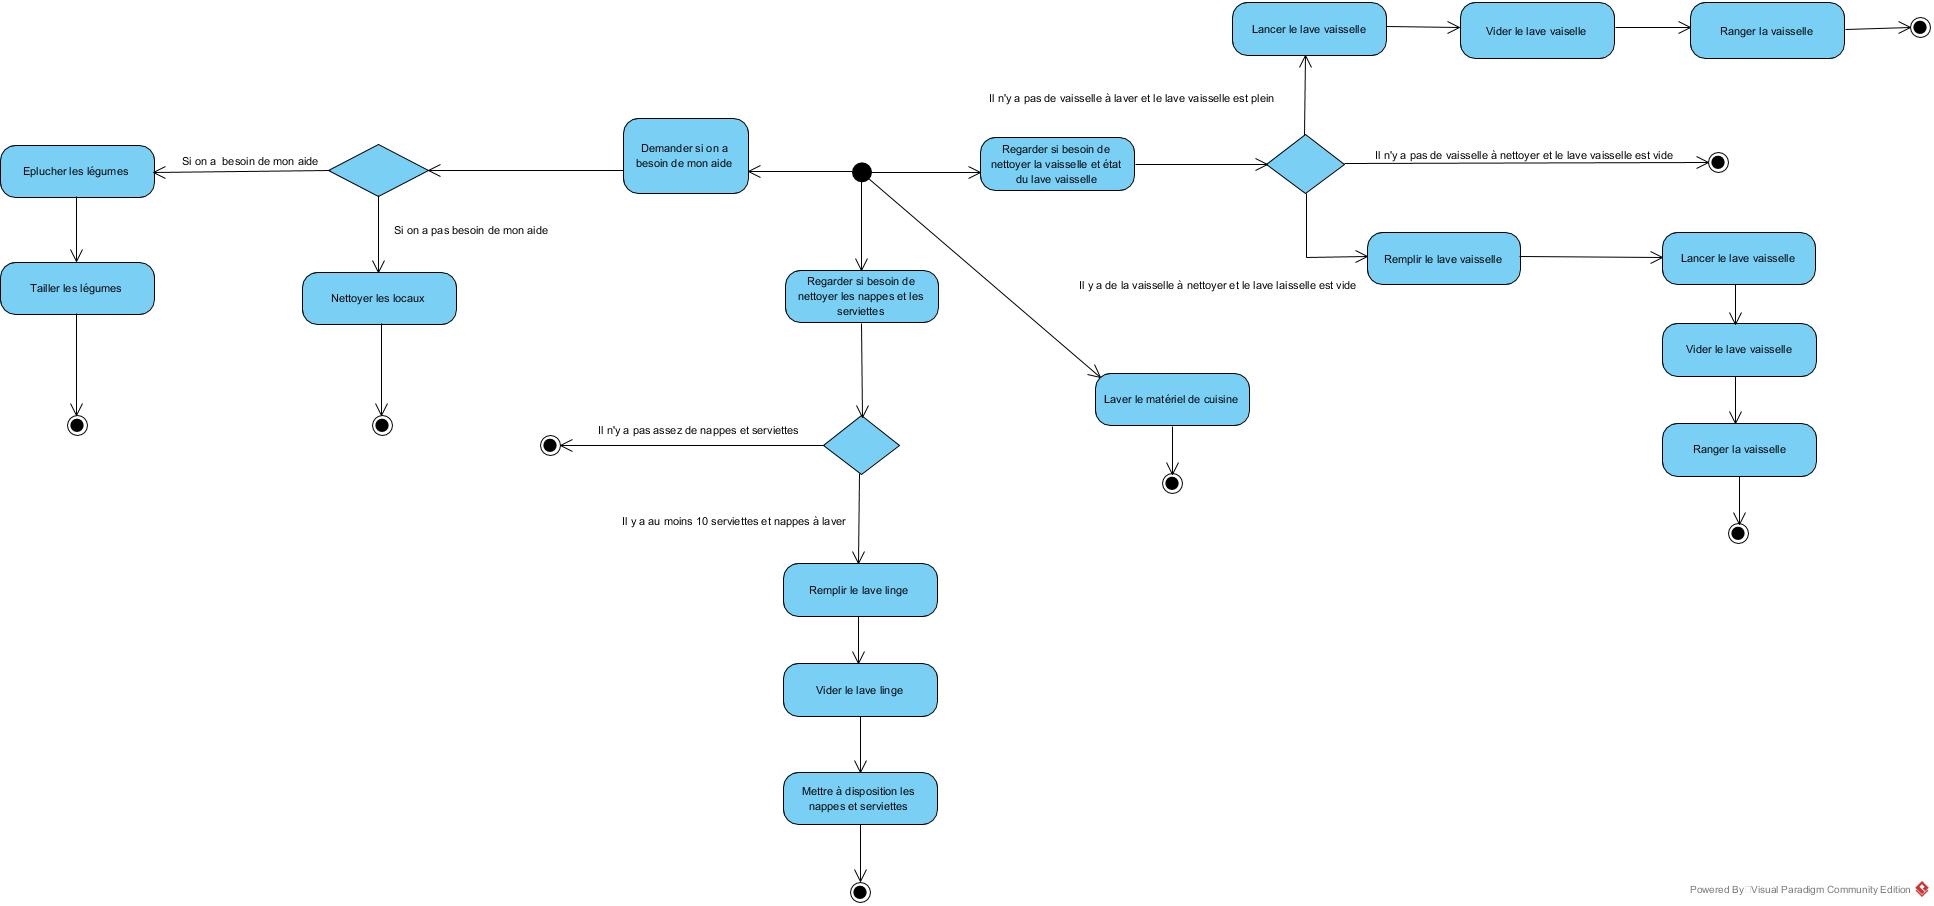 Lancer le lave vaisselle
Vider le lave vaiselle
Ranger la vaisselle
Il n'y a pas de vaisselle à laver et le lave vaisselle est plein
Demander si on a
besoin de mon aide
Regarder si besoin de
nettoyer la vaisselle et état
du lave vaisselle
Il n'y a pas de vaisselle à nettoyer et le lave vaisselle est vide
Si on a besoin de mon aide
Eplucher les légumes
Si on a pas besoin de mon aide
Remplir le lave vaisselle
Lancer le lave vaisselle
Il y a de la vaisselle à nettoyer et le lave laisselle est vide
Tailler les légumes
Nettoyer les locaux
Regarder si besoin de
nettoyer les nappes et les
serviettes
Vider le lave vaisselle
Laver le matériel de cuisine
Il n'y a pas assez de nappes et serviettes
Ranger la vaisselle
Il y a au moins 10 serviettes et nappes à laver
Remplir le lave linge
Vider le lave linge
Mettre à disposition les
nappes et serviettes
Powered By Visual Paradigm Community Edition